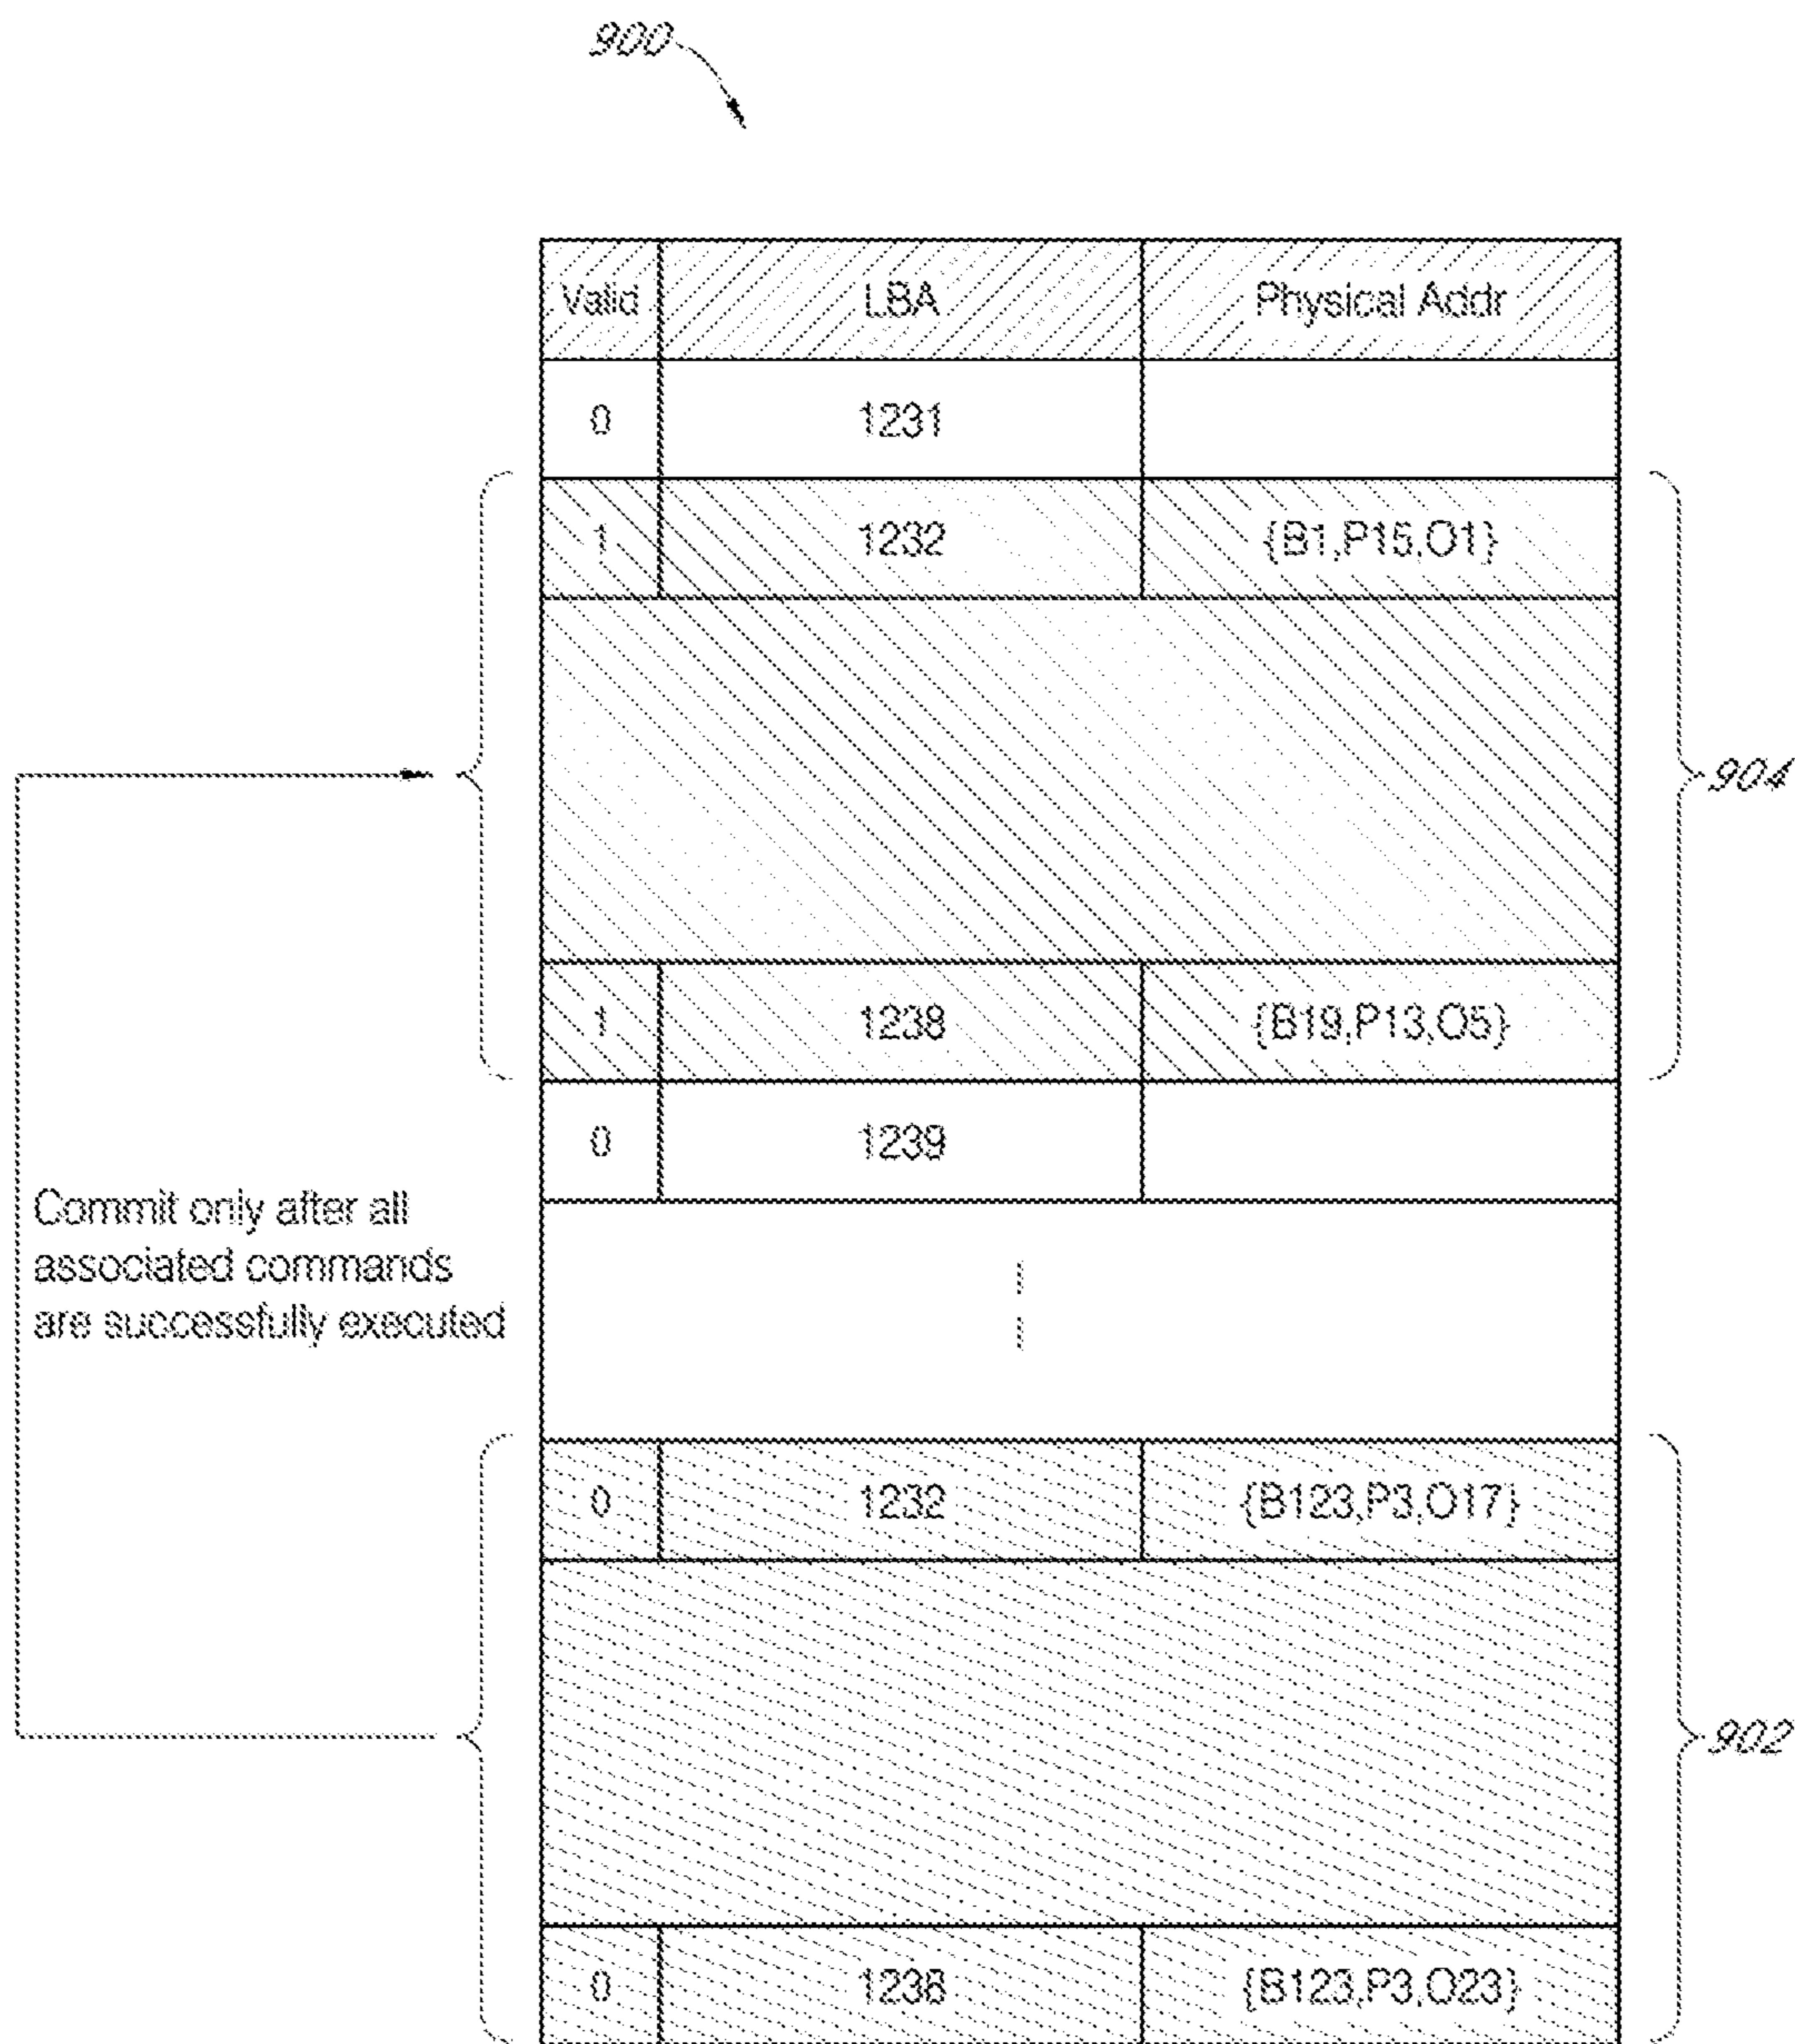 900
Valid LBA Physical Addr
0 1231
1 1232 {B1,P15,O1}
904
1 1238 {B19,P13,O5}
0 1239
Commit only after all
associated commands
are successfully executed
0 1232 {B123,P3,O17}
902
0 1238 {B123,P3,O23}